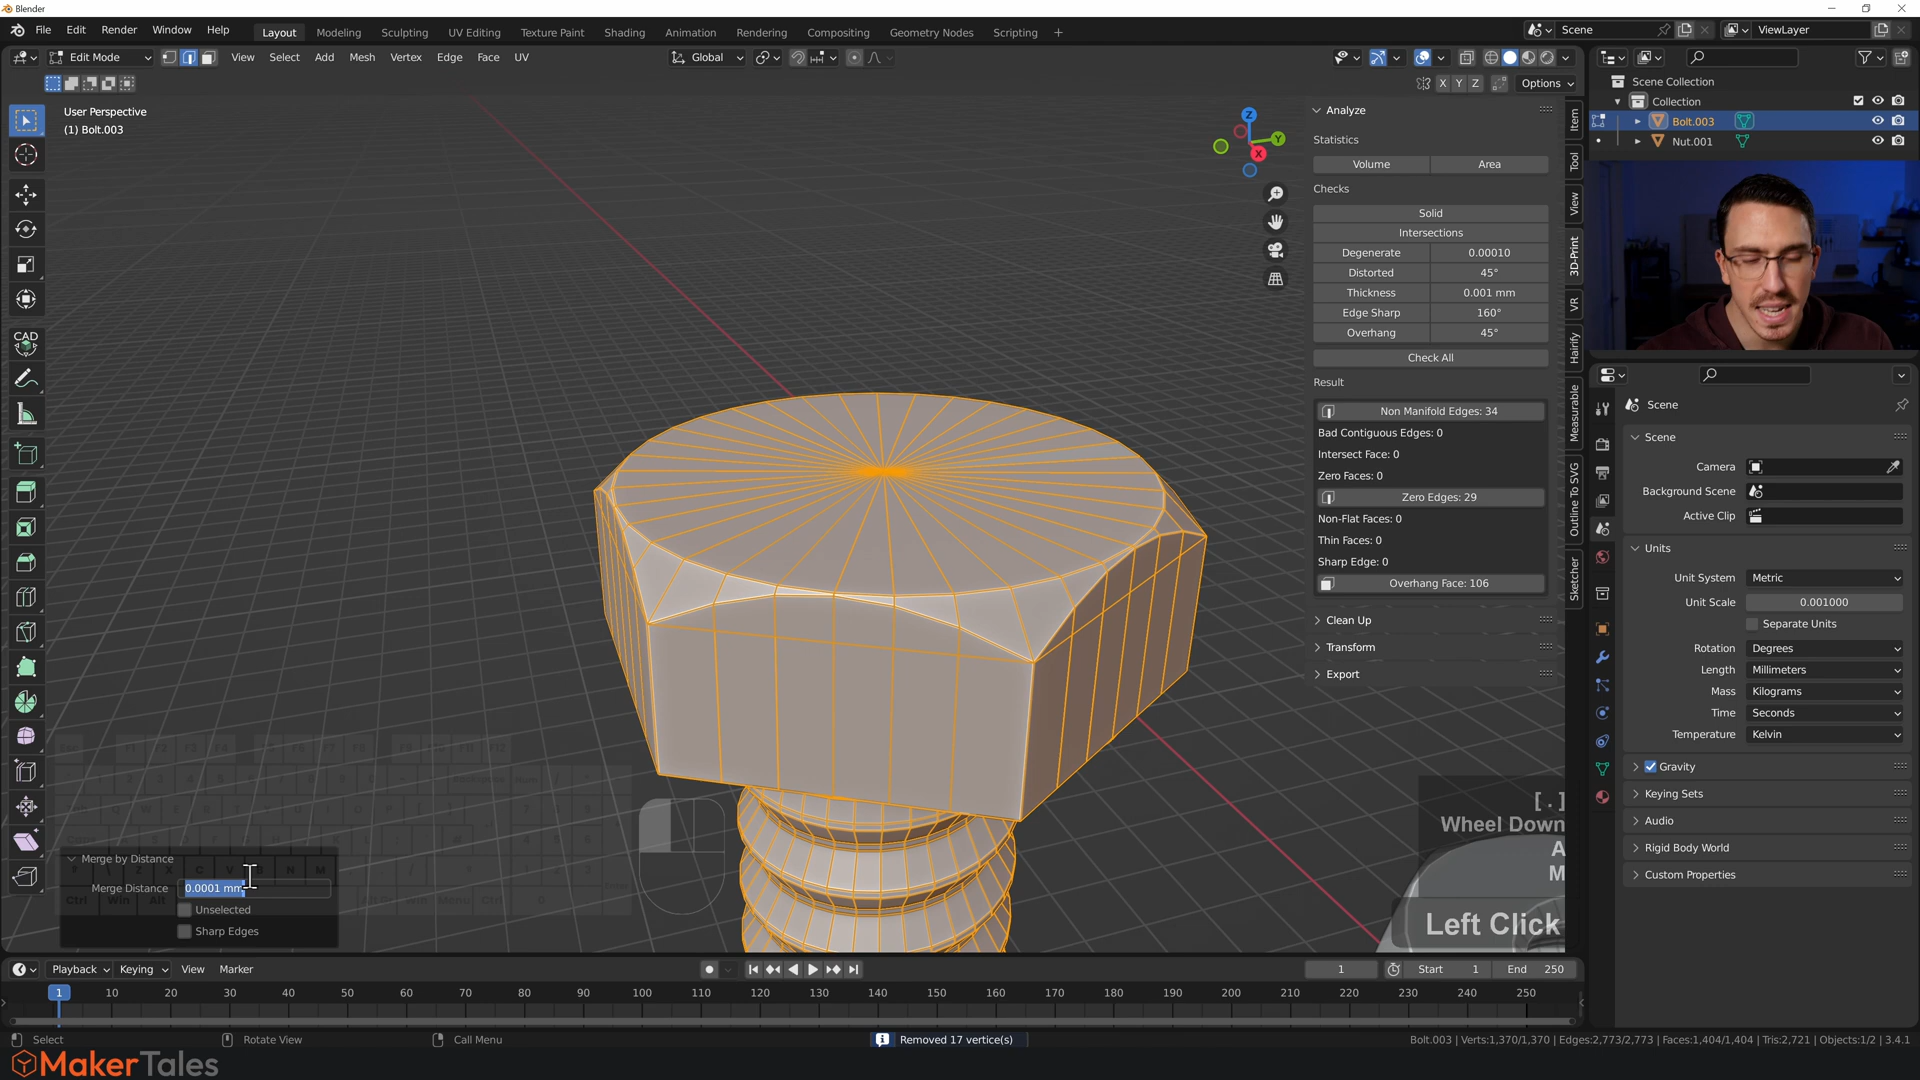 Blender
File Edit Render Window Help
Layout Modeling Sculpting UV Editing Texture Paint Shading Animation Rendering Compositing Geometry Nodes Scripting +
Scene
ViewLayer
Edit Mode View Select Add Mesh Vertex Edge Face UV
Global
X Y Z Options
User Perspective
(1) Bolt.003
CAD
Z
Y
X
Analyze
Statistics
Volume Area
Checks
Solid
Intersections
Degenerate 0.00010
Distorted 45°
Thickness 0.001 mm
Edge Sharp 160°
Overhang 45°
Check All
Result
Non Manifold Edges: 34
Bad Contiguous Edges: 0
Intersect Face: 0
Zero Faces: 0
Zero Edges: 29
Non-Flat Faces: 0
Thin Faces: 0
Sharp Edge: 0
Overhang Face: 106
Clean Up
Transform
Export
Item
Tool
View
3D-Print
VR
Hairify
Measurable
Outline To SVG
Sketcher
Scene Collection
Collection
Bolt.003
Nut.001
Scene
Scene
Camera
Background Scene
Active Clip
Units
Unit System Metric
Unit Scale 0.001000
Separate Units
Rotation Degrees
Length Millimeters
Mass Kilograms
Time Seconds
Temperature Kelvin
Gravity
Keying Sets
Audio
Rigid Body World
Custom Properties
Merge by Distance
Merge Distance 0.0001 mm
Unselected
Sharp Edges
[.]
Wheel Down
A
M
Left Click
Playback Keying View Marker
1 Start 1 End 250
1 10 20 30 40 50 60 70 80 90 100 110 120 130 140 150 160 170 180 190 200 210 220 230 240 250
Select Rotate View Call Menu
Removed 17 vertice(s)
Bolt.003 | Verts:1,370/1,370 | Edges:2,773/2,773 | Faces:1,404/1,404 | Tris:2,721 | Objects:1/2 | 3.4.1
MakerTales